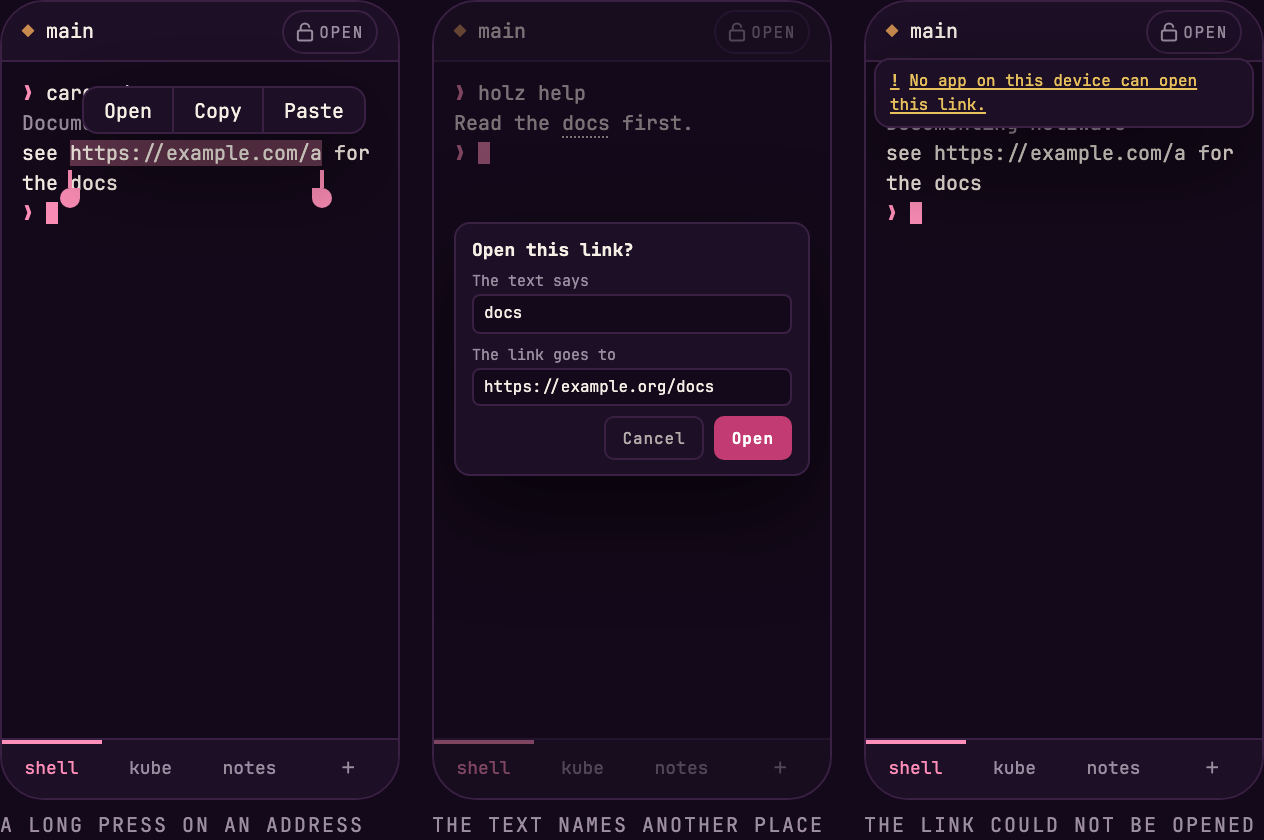 main
OPEN
❯
Open Copy Paste
see https://example.com/a for
the docs
❯
shell kube notes +
A LONG PRESS ON AN ADDRESS
main
OPEN
❯ holz help
Read the docs first.
❯
Open this link?
The text says
docs
The link goes to
https://example.org/docs
Cancel Open
shell kube notes +
THE TEXT NAMES ANOTHER PLACE
main
OPEN
! No app on this device can open
this link.
see https://example.com/a for
the docs
❯
shell kube notes +
THE LINK COULD NOT BE OPENED